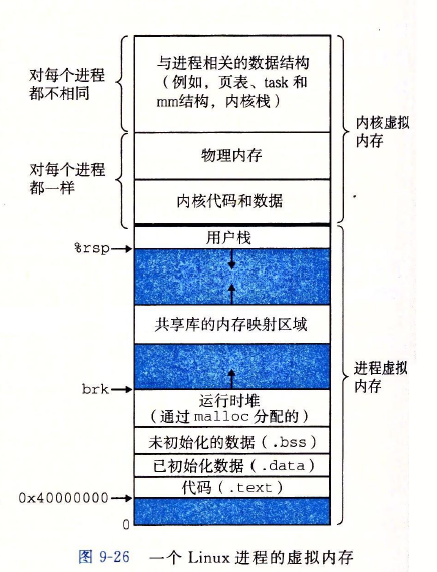 与进程相关的数据结构
（例如，页表、task 和
mm结构，内核栈）
对每个进程
都不相同
内核虚拟
内存
物理内存
对每个进程
都一样
内核代码和数据
用户栈
%rsp
共享库的内存映射区域
进程虚拟
内存
brk
运行时堆
（通过 malloc 分配的）
未初始化的数据（.bss）
已初始化数据（.data）
代码（.text）
0x40000000
0
图 9-26 一个 Linux 进程的虚拟内存